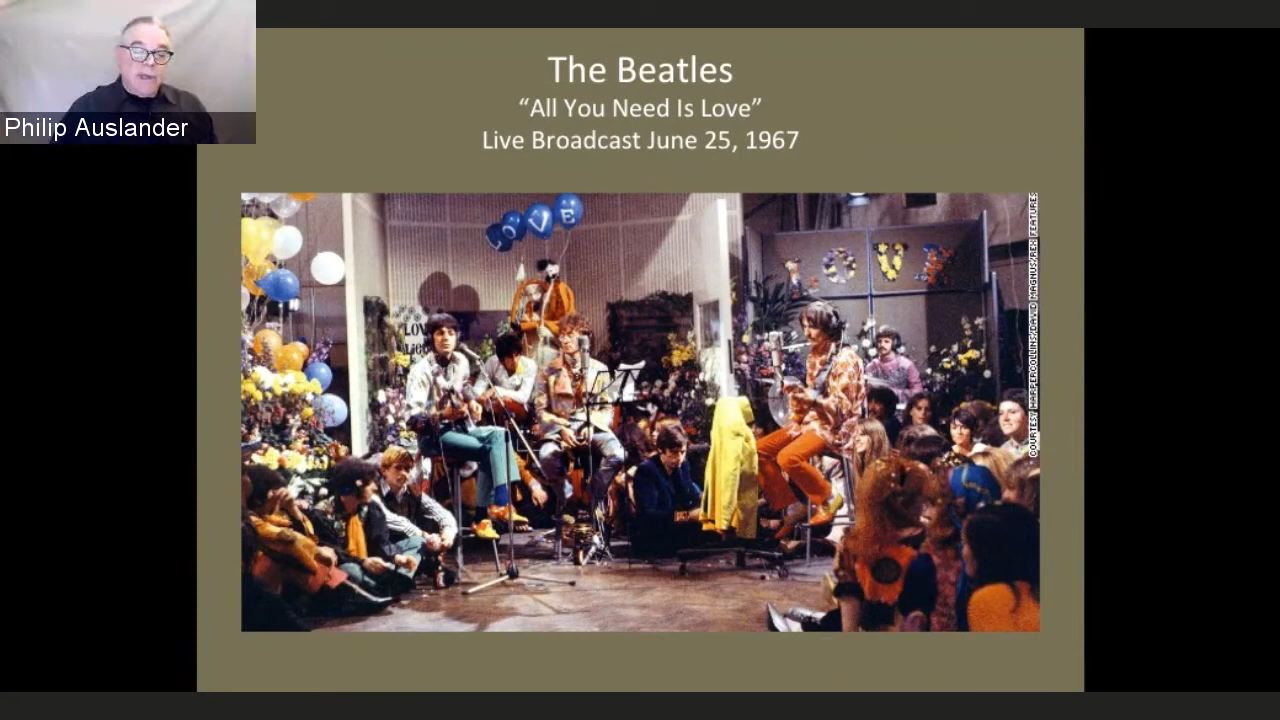 Philip Auslander
The Beatles
“All You Need Is Love”
Live Broadcast June 25, 1967
LOVE
LOVE
COURTESY HARPERCOLLINS/DAVID MAGNUS/REX FEATURES